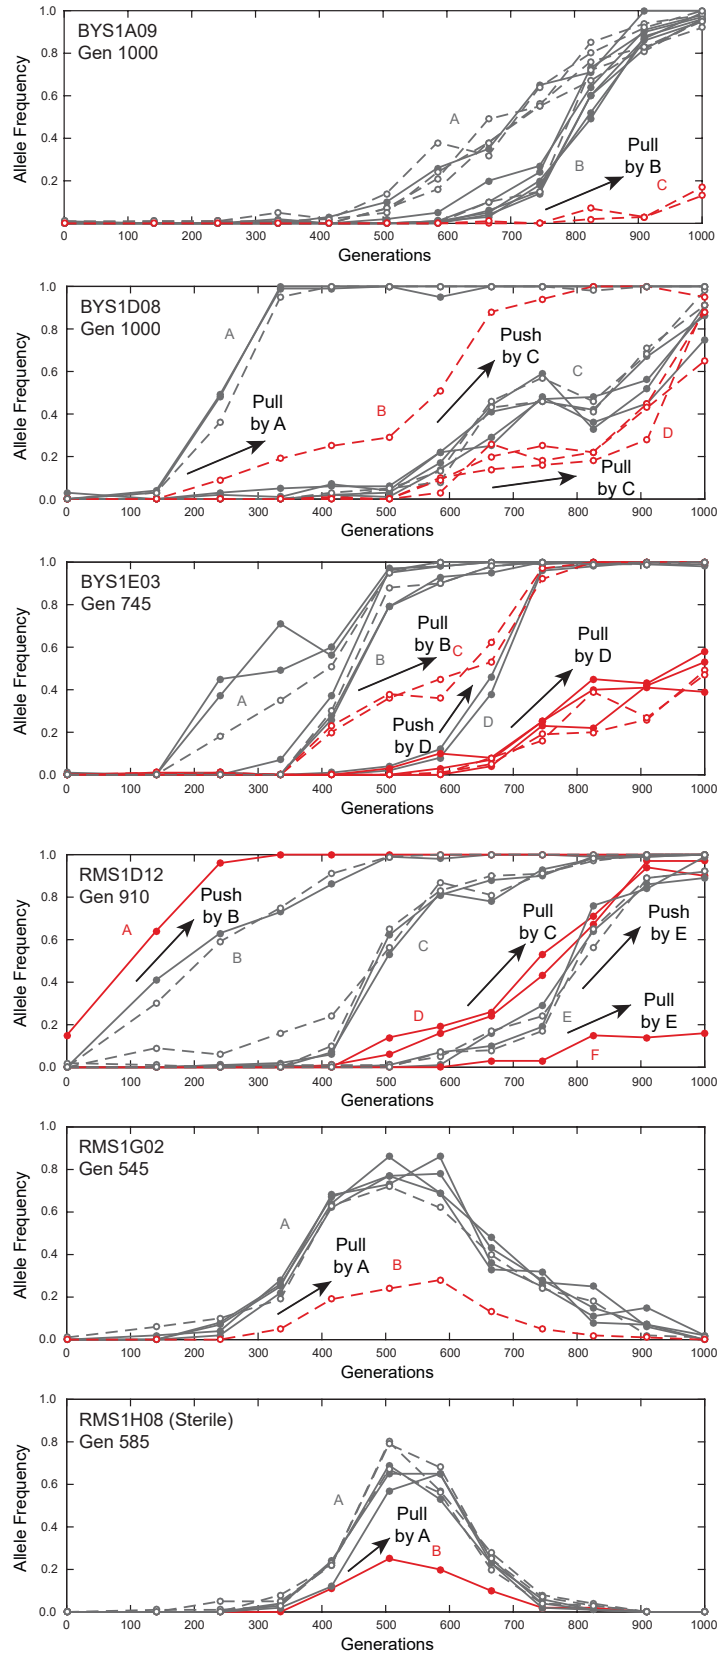 BYS1A09
Gen 1000
Allele Frequency
1.0
0.8
0.6
0.4
0.2
A
B
C
Pull
by B
0 100 200 300 400 500 600 700 800 900 1000
Generations
BYS1D08
Gen 1000
Allele Frequency
1.0
0.8
0.6
0.4
0.2
0.0
A
Pull
by A
B
Push
by C
C
D
Pull
by C
0 100 200 300 400 500 600 700 800 900 1000
Generations
BYS1E03
Gen 745
Allele Frequency
1.0
0.8
0.6
0.4
0.2
0.0
A
B
Pull
by B
C
Push
by D
D
Pull
by D
0 100 200 300 400 500 600 700 800 900 1000
Generations
RMS1D12
Gen 910
Allele Frequency
1.0
0.8
0.6
0.4
0.2
0.0
A
Push
by B
B
C
D
Pull
by C
E
Push
by E
Pull
by E
F
0 100 200 300 400 500 600 700 800 900 1000
Generations
RMS1G02
Gen 545
Allele Frequency
1.0
0.8
0.6
0.4
0.2
0.0
A
Pull
by A
B
0 100 200 300 400 500 600 700 800 900 1000
Generations
RMS1H08 (Sterile)
Gen 585
Allele Frequency
1.0
0.8
0.6
0.4
0.2
0.0
A
Pull
by A
B
0 100 200 300 400 500 600 700 800 900 1000
Generations